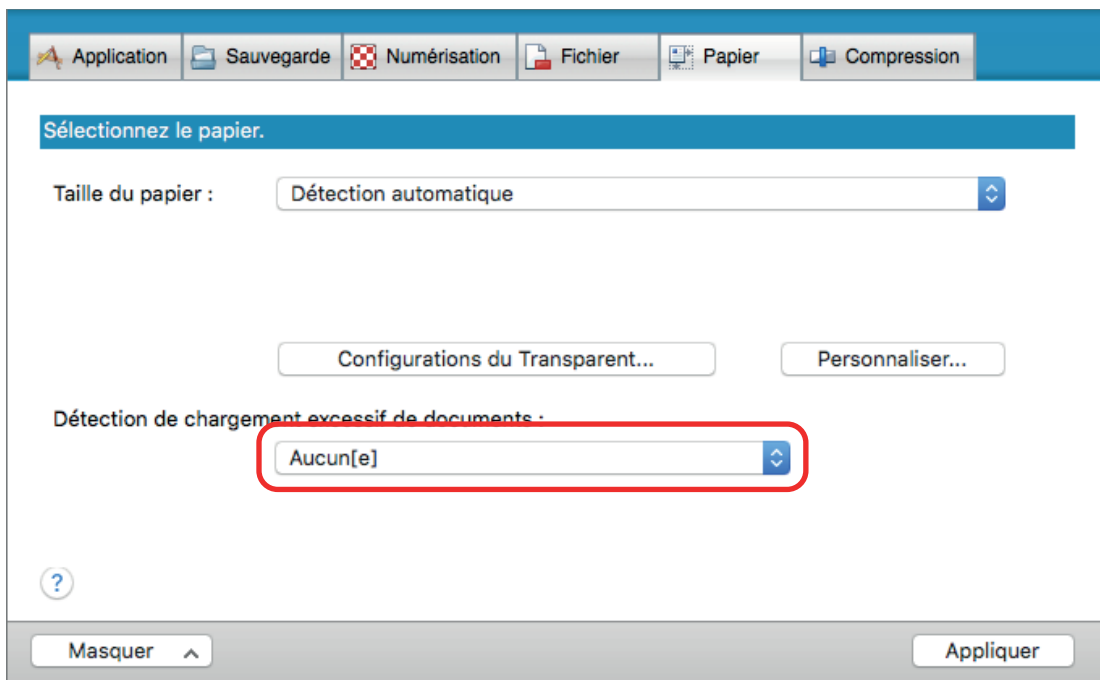 Application Sauvegarde Numérisation Fichier Papier Compression
Sélectionnez le papier.
Taille du papier : Détection automatique
Configurations du Transparent... Personnaliser...
Détection de chargement excessif de documents :
Aucun[e]
?
Masquer Appliquer